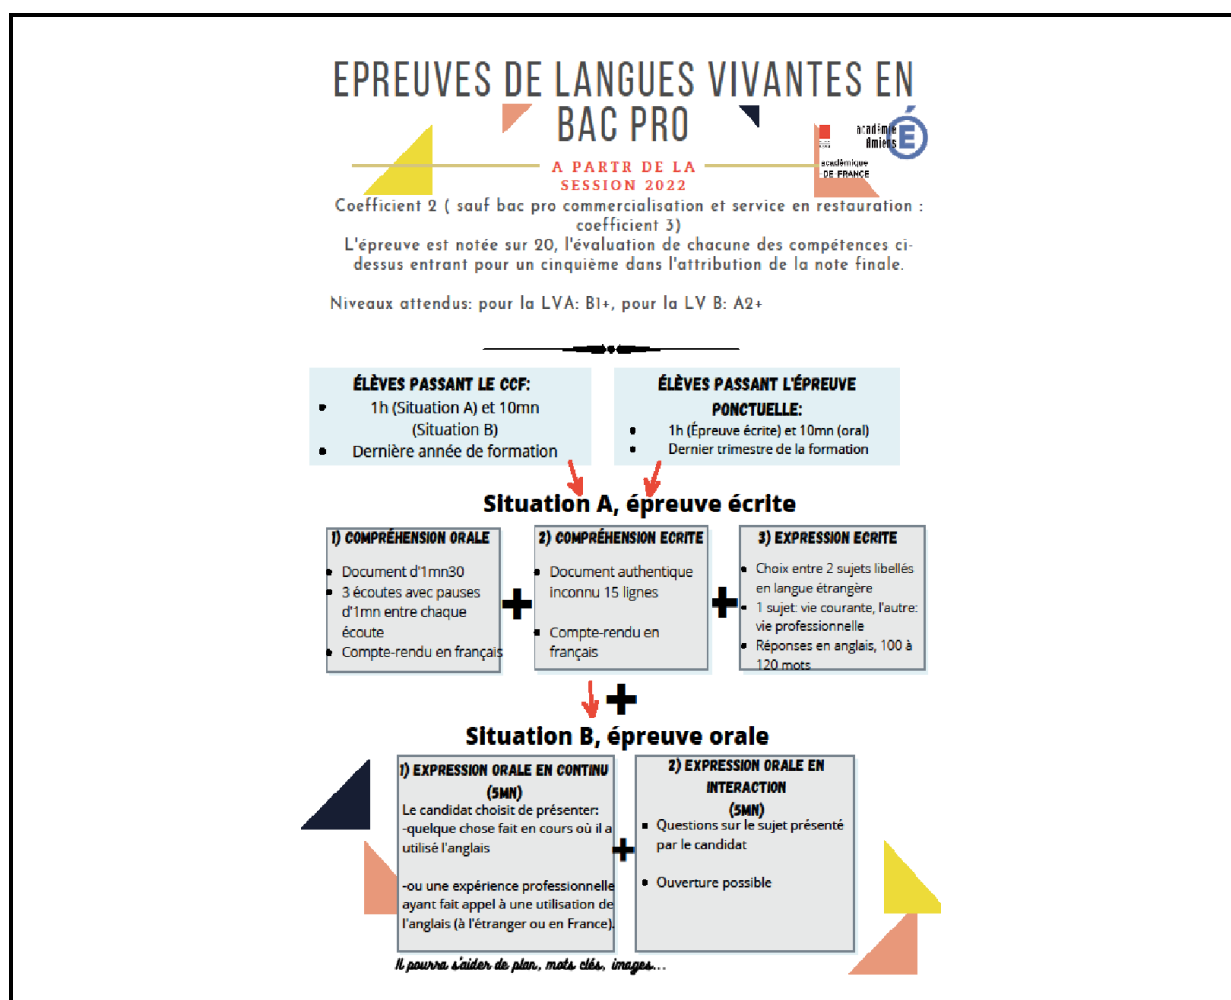 EPREUVES DE LANGUES VIVANTES EN
BAC PRO
académie
Amiens
É
académique
DE FRANCE
A PARTR DE LA
SESSION 2022
Coefficient 2 ( sauf bac pro commercialisation et service en restauration :
coefficient 3)
L'épreuve est notée sur 20, l'évaluation de chacune des compétences ci-
dessus entrant pour un cinquième dans l'attribution de la note finale.
Niveaux attendus: pour la LVA: B1+, pour la LV B: A2+
ÉLÈVES PASSANT LE CCF:
• 1h (Situation A) et 10mn
(Situation B)
• Dernière année de formation
ÉLÈVES PASSANT L'ÉPREUVE
PONCTUELLE:
• 1h (Épreuve écrite) et 10mn (oral)
• Dernier trimestre de la formation
Situation A, épreuve écrite
1) COMPRÉHENSION ORALE
• Document d'1mn30
• 3 écoutes avec pauses
d'1mn entre chaque
écoute
• Compte-rendu en français
+
2) COMPRÉHENSION ECRITE
• Document authentique
inconnu 15 lignes
• Compte-rendu en
français
+
3) EXPRESSION ECRITE
• Choix entre 2 sujets libellés
en langue étrangère
• 1 sujet: vie courante, l'autre:
vie professionnelle
• Réponses en anglais, 100 à
120 mots
+
Situation B, épreuve orale
1) EXPRESSION ORALE EN CONTINU
(5MN)
Le candidat choisit de présenter:
-quelque chose fait en cours où il a
utilisé l'anglais
-ou une expérience professionnelle
ayant fait appel à une utilisation de
l'anglais (à l'étranger ou en France).
+
2) EXPRESSION ORALE EN
INTERACTION
(5MN)
• Questions sur le sujet présenté
par le candidat
• Ouverture possible
Il pourra s'aider de plan, mots clés, images...